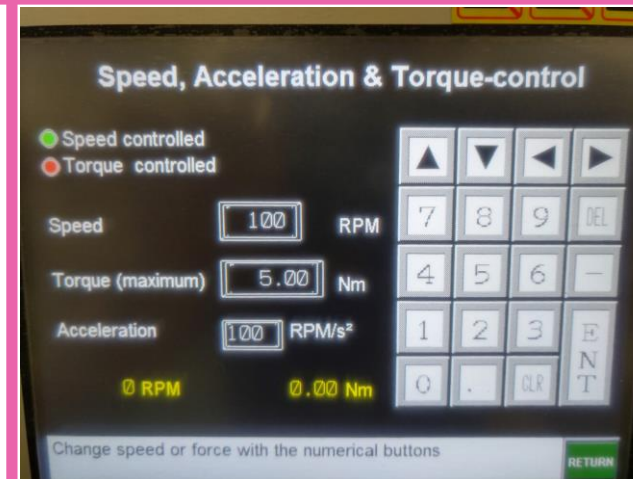 Speed, Acceleration & Torque-control
Speed controlled
Torque controlled
Speed 100 RPM
Torque (maximum) 5.00 Nm
Acceleration 100 RPM/s²
0 RPM 0.00 Nm
▲ ▼ ◀ ▶
7 8 9 DEL
4 5 6 -
1 2 3 ENT
0 . CLR
Change speed or force with the numerical buttons
RETURN